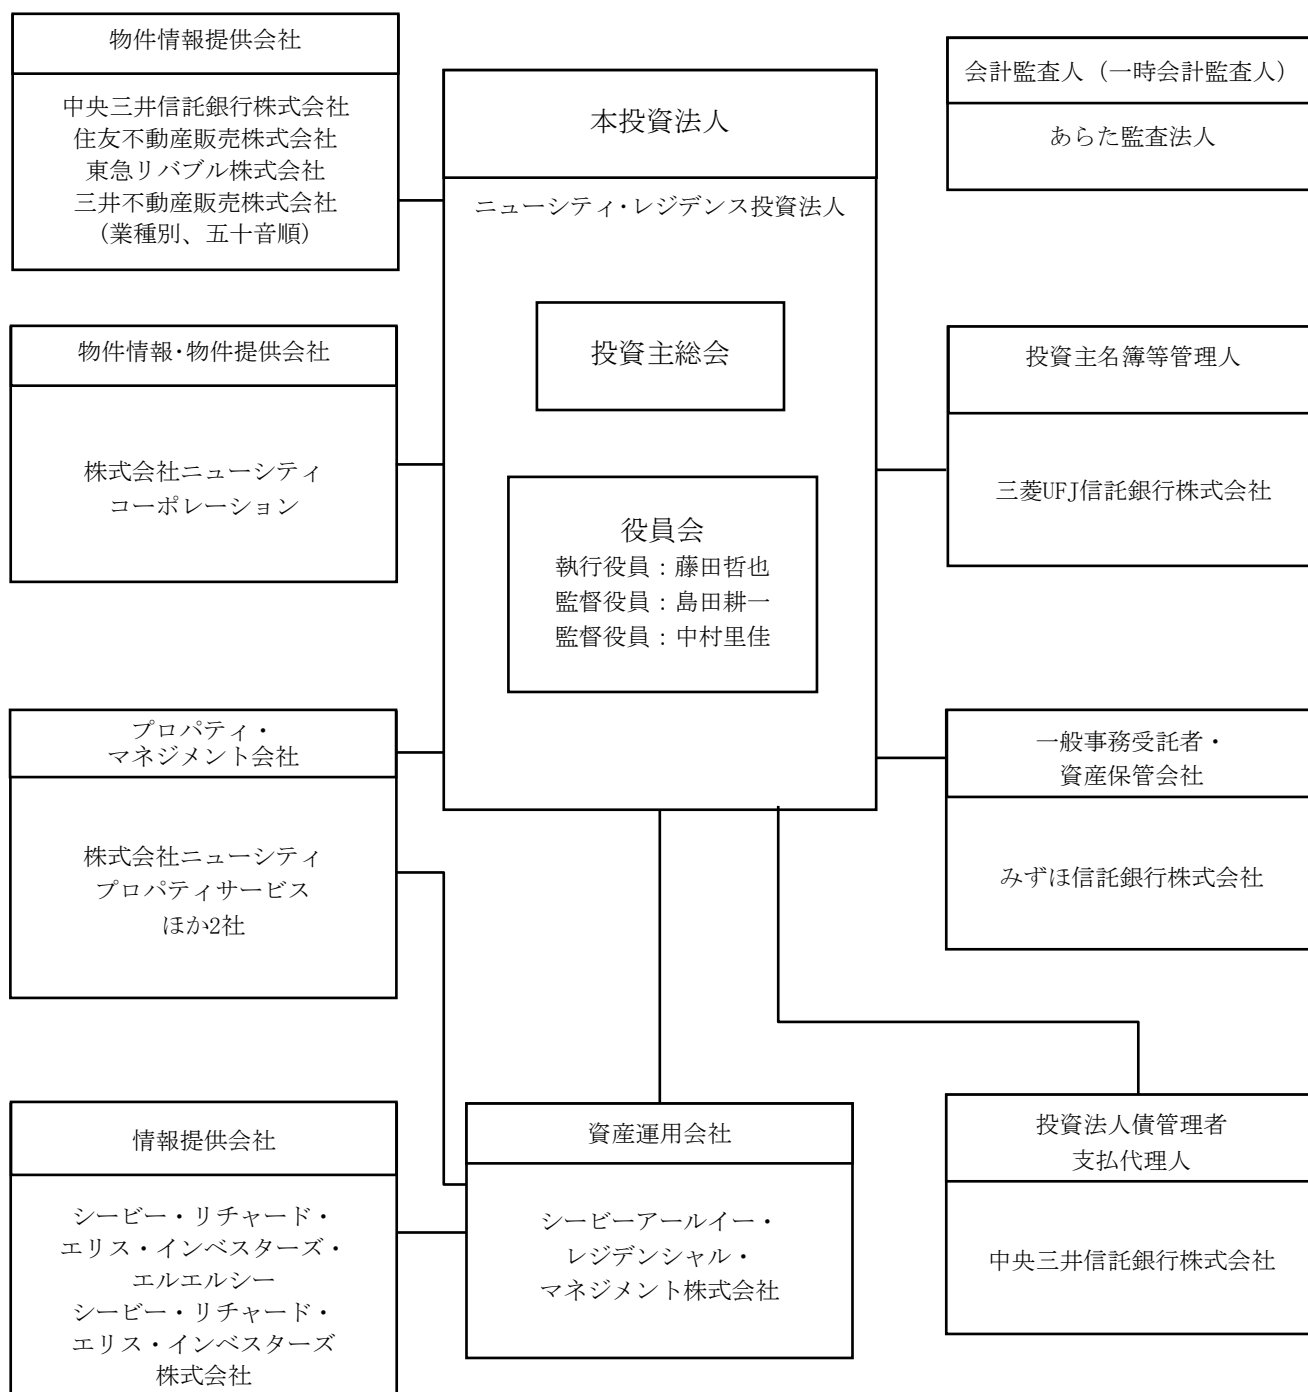 物件情報提供会社
中央三井信託銀行株式会社
住友不動産販売株式会社
東急リバブル株式会社
三井不動産販売株式会社
(業種別、五十音順)
本投資法人
ニューシティ・レジデンス投資法人
投資主総会
役員会
執行役員：藤田哲也
監督役員：島田耕一
監督役員：中村里佳
会計監査人（一時会計監査人）
あらた監査法人
物件情報・物件提供会社
株式会社ニューシティ
コーポレーション
投資主名簿等管理人
三菱UFJ信託銀行株式会社
プロパティ・
マネジメント会社
株式会社ニューシティ
プロパティサービス
ほか2社
一般事務受託者・
資産保管会社
みずほ信託銀行株式会社
情報提供会社
シービー・リチャード・
エリス・インベスターズ・
エルエルシー
シービー・リチャード・
エリス・インベスターズ
株式会社
資産運用会社
シービーアールイー・
レジデンシャル・
マネジメント株式会社
投資法人債管理者
支払代理人
中央三井信託銀行株式会社